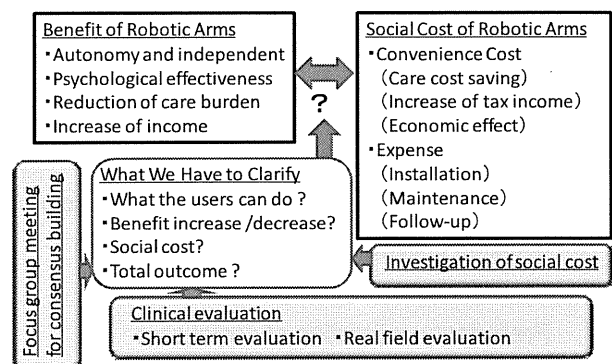 Benefit of Robotic Arms
・Autonomy and independent
・Psychological effectiveness
・Reduction of care burden
・Increase of income
Social Cost of Robotic Arms
・Convenience Cost
(Care cost saving)
(Increase of tax income)
(Economic effect)
・Expense
(Installation)
(Maintenance)
(Follow-up)
?
What We Have to Clarify
・What the users can do ?
・Benefit increase /decrease?
・Social cost?
・Total outcome ?
Focus group meeting
for consensus building
Investigation of social cost
Clinical evaluation
・Short term evaluation ・Real field evaluation